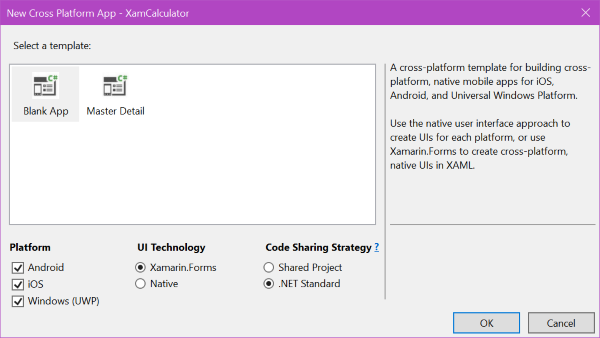 New Cross Platform App - XamCalculator
Select a template:
C# C#
Blank App Master Detail
A cross-platform template for building cross-
platform, native mobile apps for iOS,
Android, and Universal Windows Platform.
Use the native user interface approach to
create UIs for each platform, or use
Xamarin.Forms to create cross-platform,
native UIs in XAML.
Platform UI Technology Code Sharing Strategy ?
Android Xamarin.Forms Shared Project
iOS Native .NET Standard
Windows (UWP)
OK Cancel